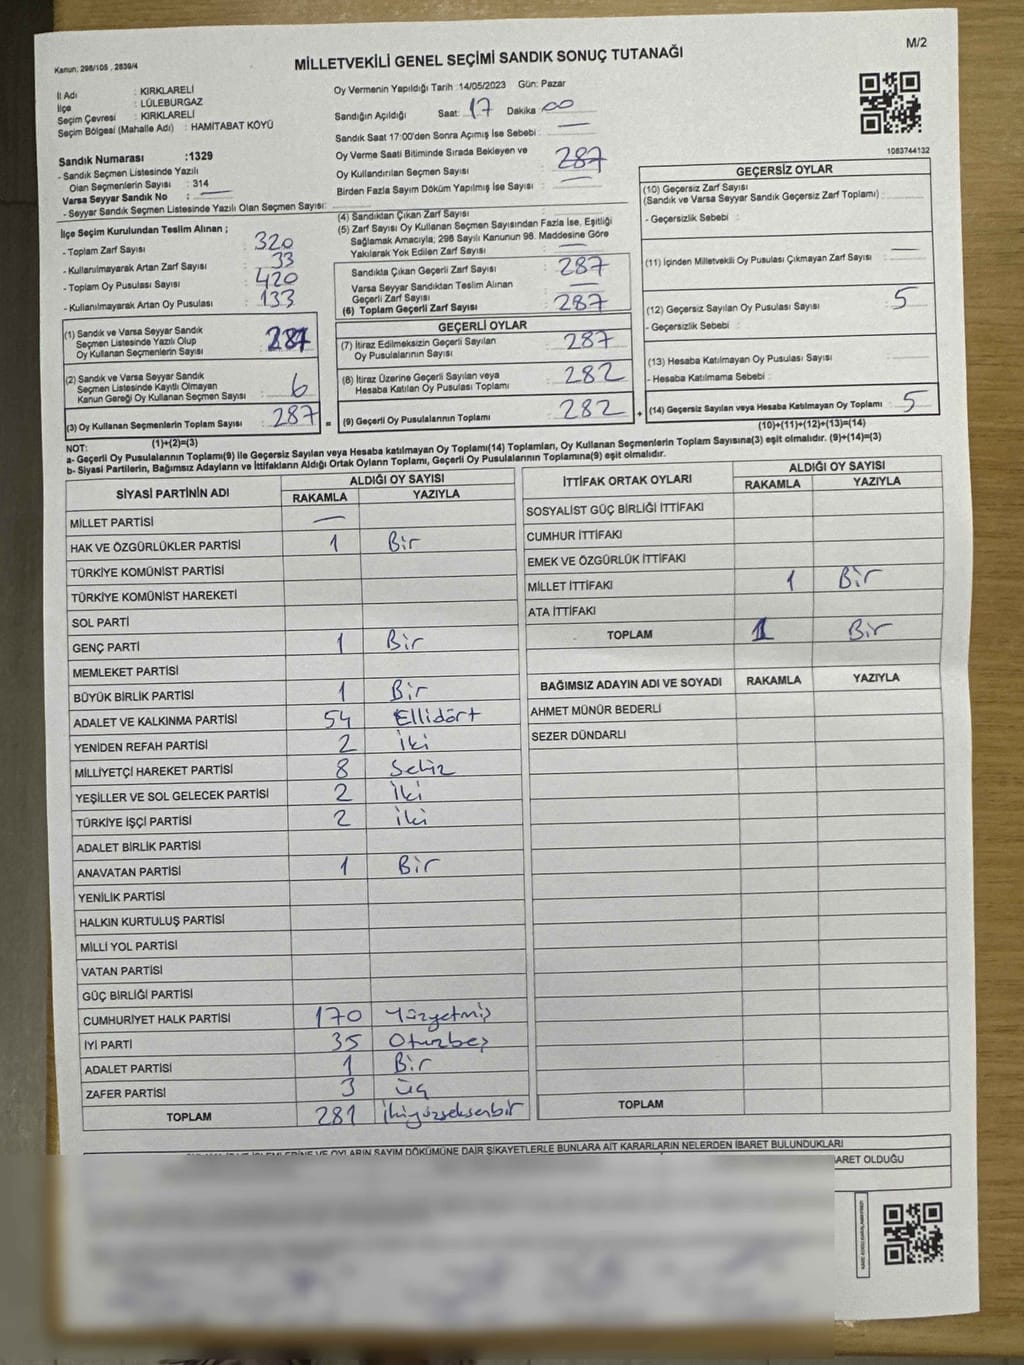 M/2
Kanun: 298/105 , 2839/4
MİLLETVEKİLİ GENEL SEÇİMİ SANDIK SONUÇ TUTANAĞI
İl Adı : KIRKLARELİ
İlçe : LÜLEBURGAZ
Seçim Çevresi : KIRKLARELİ
Seçim Bölgesi (Mahalle Adı) : HAMİTABAT KÖYÜ
Sandık Numarası :1329
- Sandık Seçmen Listesinde Yazılı
Olan Seçmenlerin Sayısı : 314
Varsa Seyyar Sandık No : —
- Seyyar Sandık Seçmen Listesinde Yazılı Olan Seçmen Sayısı:
Oy Vermenin Yapıldığı Tarih :14/05/2023 Gün: Pazar
Sandığın Açıldığı Saat: 17 Dakika 00
Sandık Saat 17:00'den Sonra Açmış İse Sebebi : —
Oy Verme Saati Bitiminde Sırada Bekleyen ve
Oy Kullandırılan Seçmen Sayısı : 287
Birden Fazla Sayım Döküm Yapılmış İse Sayısı : —
1083744132
İlçe Seçim Kurulundan Teslim Alınan ;
- Toplam Zarf Sayısı : 320
- Kullanılmayarak Artan Zarf Sayısı : 33
- Toplam Oy Pusulası Sayısı : 420
- Kullanılmayarak Artan Oy Pusulası : 133
(1) Sandık ve Varsa Seyyar Sandık
Seçmen Listesinde Yazılı Olup
Oy Kullanan Seçmenlerin Sayısı : 281
(2) Sandık ve Varsa Seyyar Sandık
Seçmen Listesinde Kayıtlı Olmayan
Kanun Gereği Oy Kullanan Seçmen Sayısı : 6
(3) Oy Kullanan Seçmenlerin Toplam Sayısı : 287
(1)+(2)=(3)
(4) Sandıktan Çıkan Zarf Sayısı :
(5) Zarf Sayısı Oy Kullanan Seçmen Sayısından Fazla İse, Eşitliği
Sağlamak Amacıyla; 298 Sayılı Kanunun 98. Maddesine Göre
Yakılarak Yok Edilen Zarf Sayısı : —
Sandıkta Çıkan Geçerli Zarf Sayısı : 287
Varsa Seyyar Sandıktan Teslim Alınan
Geçerli Zarf Sayısı : —
(6) Toplam Geçerli Zarf Sayısı : 287
GEÇERLİ OYLAR
(7) İtiraz Edilmeksizin Geçerli Sayılan
Oy Pusulalarının Sayısı : 287
(8) İtiraz Üzerine Geçerli Sayılan veya
Hesaba Katılan Oy Pusulası Toplamı : 282
(9) Geçerli Oy Pusulalarının Toplamı : 282
GEÇERSİZ OYLAR
(10) Geçersiz Zarf Sayısı
(Sandık ve Varsa Seyyar Sandık Geçersiz Zarf Toplamı) :
- Geçersizlik Sebebi :
(11) İçinden Milletvekili Oy Pusulası Çıkmayan Zarf Sayısı : —
(12) Geçersiz Sayılan Oy Pusulası Sayısı : 5
- Geçersizlik Sebebi :
(13) Hesaba Katılmayan Oy Pusulası Sayısı :
- Hesaba Katılmama Sebebi :
(14) Geçersiz Sayılan veya Hesaba Katılmayan Oy Toplamı : 5
(10)+(11)+(12)+(13)=(14)
NOT:
a- Geçerli Oy Pusulalarının Toplamı(9) ile Geçersiz Sayılan veya Hesaba katılmayan Oy Toplamı(14) Toplamları, Oy Kullanan Seçmenlerin Toplam Sayısına(3) eşit olmalıdır. (9)+(14)=(3)
b- Siyasi Partilerin, Bağımsız Adayların ve İttifakların Aldığı Ortak Oyların Toplamı, Geçerli Oy Pusulalarının Toplamına(9) eşit olmalıdır.
SİYASİ PARTİNİN ADI ALDIĞI OY SAYISI
RAKAMLA YAZIYLA
MİLLET PARTİSİ —
HAK VE ÖZGÜRLÜKLER PARTİSİ 1 Bir
TÜRKİYE KOMÜNİST PARTİSİ
TÜRKİYE KOMÜNİST HAREKETİ
SOL PARTİ
GENÇ PARTİ 1 Bir
MEMLEKET PARTİSİ
BÜYÜK BİRLİK PARTİSİ 1 Bir
ADALET VE KALKINMA PARTİSİ 54 Ellidört
YENİDEN REFAH PARTİSİ 2 İki
MİLLİYETÇİ HAREKET PARTİSİ 8 Sekiz
YEŞİLLER VE SOL GELECEK PARTİSİ 2 İki
TÜRKİYE İŞÇİ PARTİSİ 2 İki
ADALET BİRLİK PARTİSİ
ANAVATAN PARTİSİ 1 Bir
YENİLİK PARTİSİ
HALKIN KURTULUŞ PARTİSİ
MİLLİ YOL PARTİSİ
VATAN PARTİSİ
GÜÇ BİRLİĞİ PARTİSİ
CUMHURİYET HALK PARTİSİ 170 Yüzyetmiş
İYİ PARTİ 35 Otuzbeş
ADALET PARTİSİ 1 Bir
ZAFER PARTİSİ 3 üç
TOPLAM 281 İkiyüzseksenbir
İTTİFAK ORTAK OYLARI ALDIĞI OY SAYISI
RAKAMLA YAZIYLA
SOSYALİST GÜÇ BİRLİĞİ İTTİFAKI
CUMHUR İTTİFAKI
EMEK VE ÖZGÜRLÜK İTTİFAKI
MİLLET İTTİFAKI 1 Bir
ATA İTTİFAKI
TOPLAM 1 Bir
BAĞIMSIZ ADAYIN ADI VE SOYADI RAKAMLA YAZIYLA
AHMET MÜNÜR BEDERLİ
SEZER DÜNDARLI
TOPLAM
VE OYLARIN SAYIM DÖKÜMÜNE DAİR ŞİKAYETLERLE BUNLARA AİT KARARLARIN NELERDEN İBARET BULUNDUKLARI
OLDUĞU